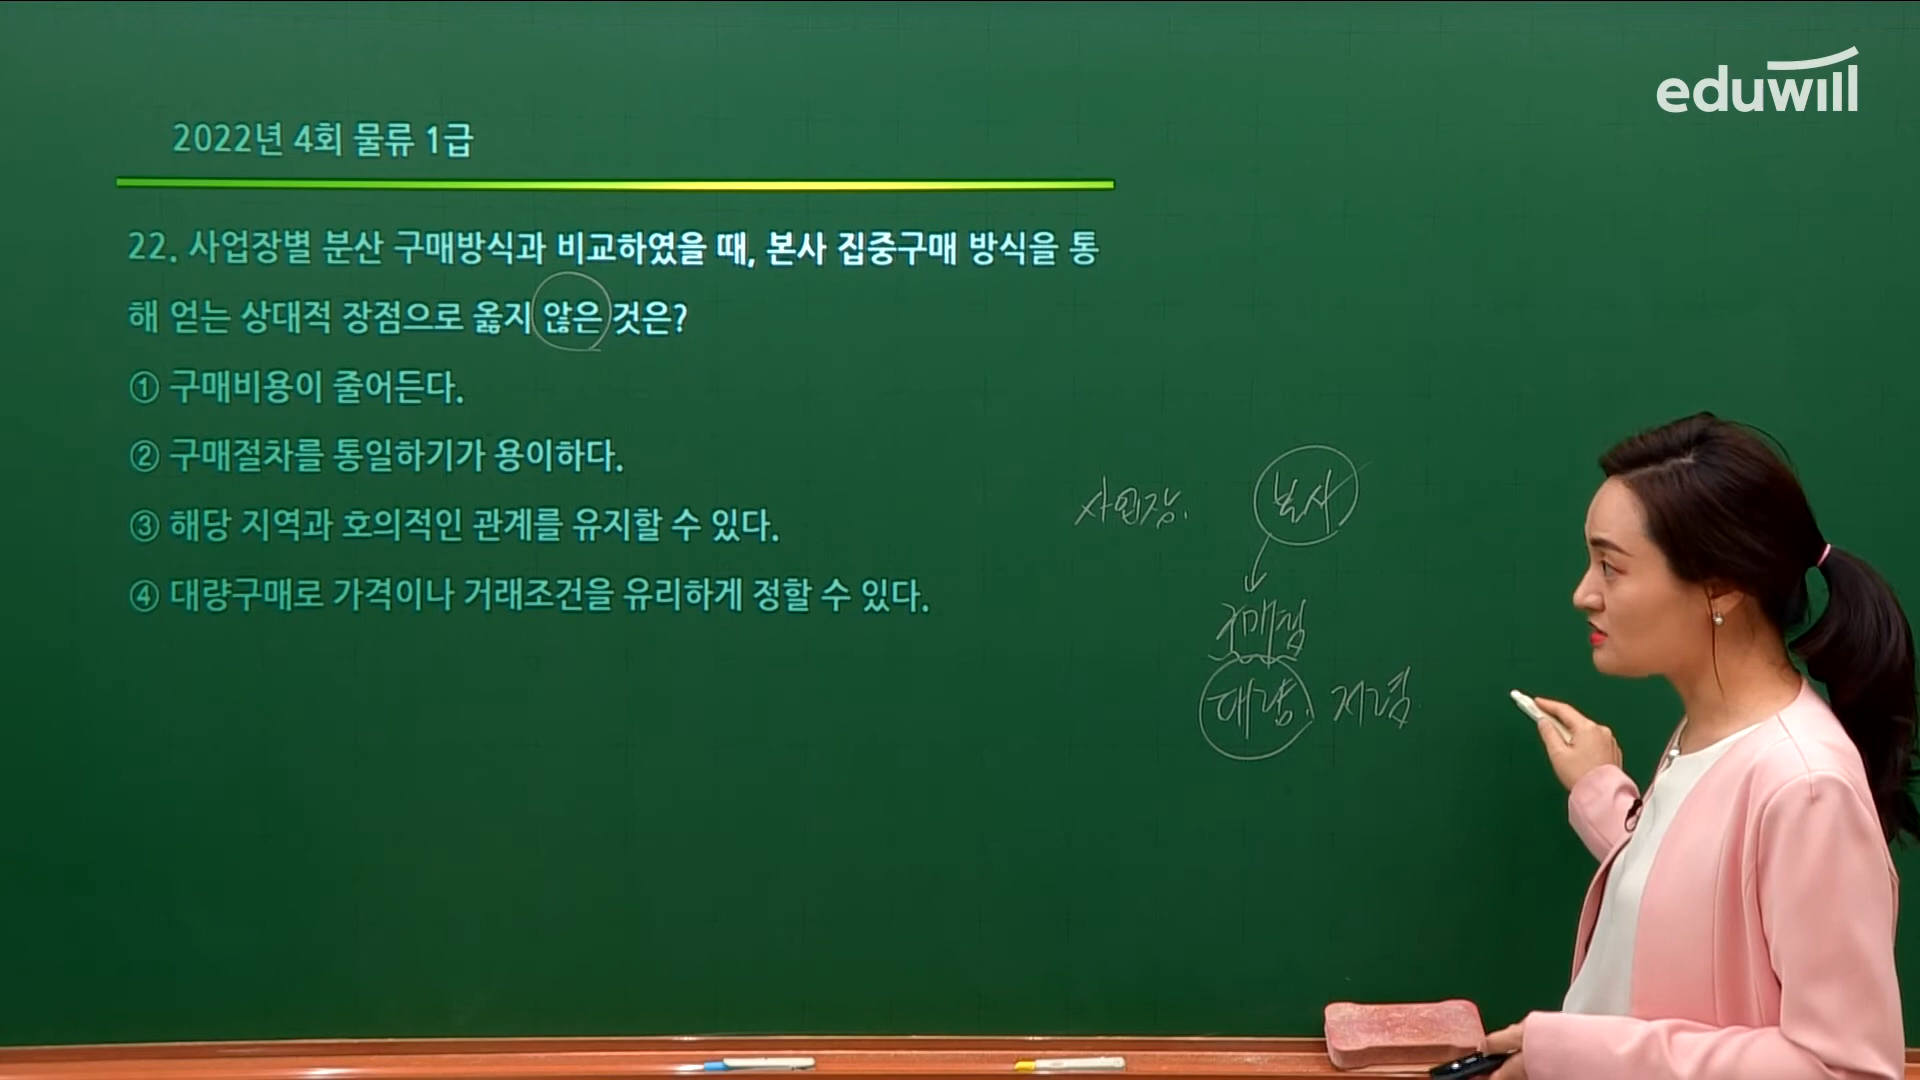 eduwill
2022년 4회 물류 1급
22. 사업장별 분산 구매방식과 비교하였을 때, 본사 집중구매 방식을 통
해 얻는 상대적 장점으로 옳지 않은 것은?
① 구매비용이 줄어든다.
② 구매절차를 통일하기가 용이하다.
③ 해당 지역과 호의적인 관계를 유지할 수 있다.
④ 대량구매로 가격이나 거래조건을 유리하게 정할 수 있다.
사업장. 본사
대량. 저렴